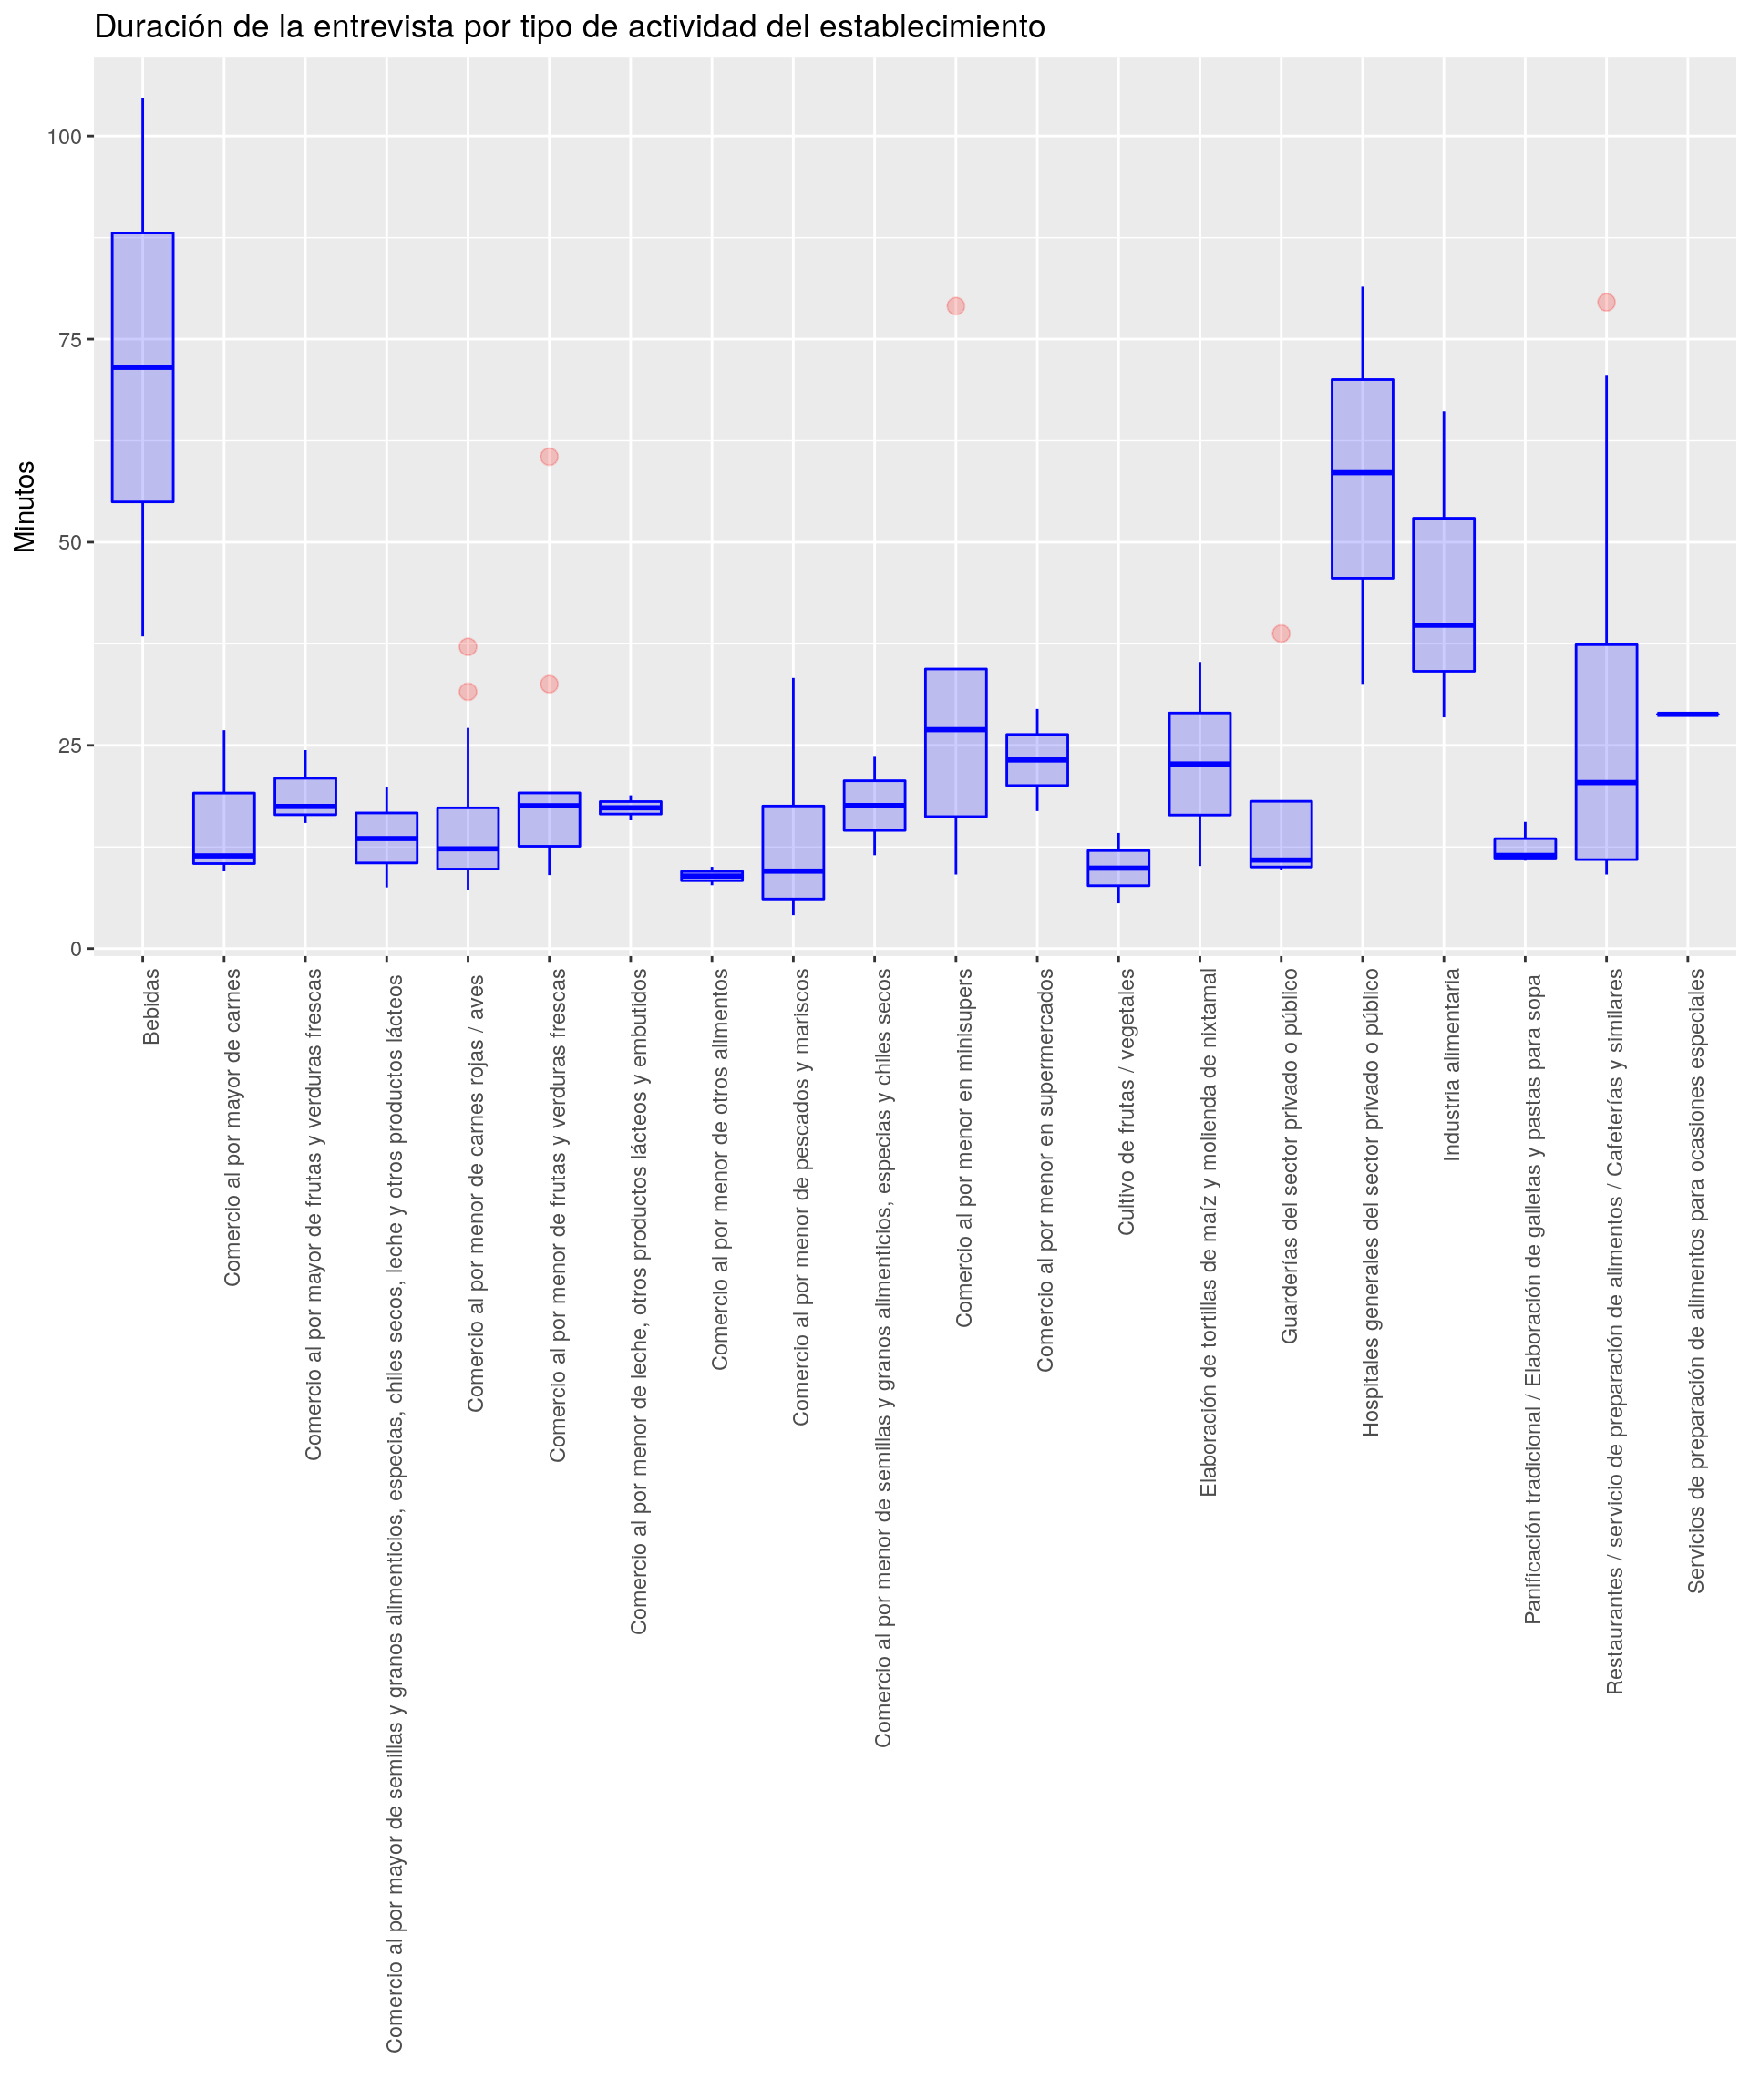 Duración de la entrevista por tipo de actividad del establecimiento
Minutos
100
75
50
25
0
Bebidas
Comercio al por mayor de carnes
Comercio al por mayor de frutas y verduras frescas
Comercio al por mayor de semillas y granos alimenticios, especias, chiles secos, leche y otros productos lácteos
Comercio al por menor de carnes rojas / aves
Comercio al por menor de frutas y verduras frescas
Comercio al por menor de leche, otros productos lácteos y embutidos
Comercio al por menor de otros alimentos
Comercio al por menor de pescados y mariscos
Comercio al por menor de semillas y granos alimenticios, especias y chiles secos
Comercio al por menor en minisupers
Comercio al por menor en supermercados
Cultivo de frutas / vegetales
Elaboración de tortillas de maíz y molienda de nixtamal
Guarderías del sector privado o público
Hospitales generales del sector privado o público
Industria alimentaria
Panificación tradicional / Elaboración de galletas y pastas para sopa
Restaurantes / servicio de preparación de alimentos / Cafeterías y similares
Servicios de preparación de alimentos para ocasiones especiales